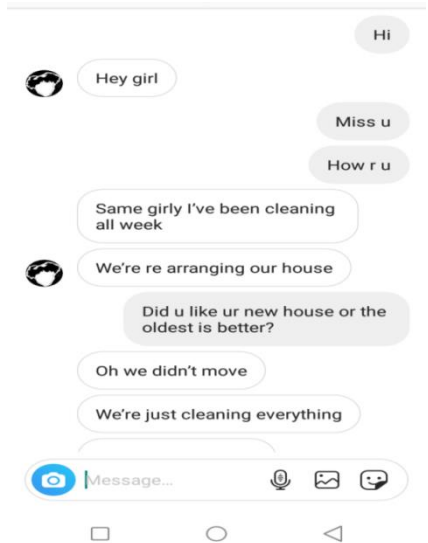 Hi
Hey girl
Miss u
How r u
Same girly I've been cleaning
all week
We're re arranging our house
Did u like ur new house or the
oldest is better?
Oh we didn't move
We're just cleaning everything
Message...